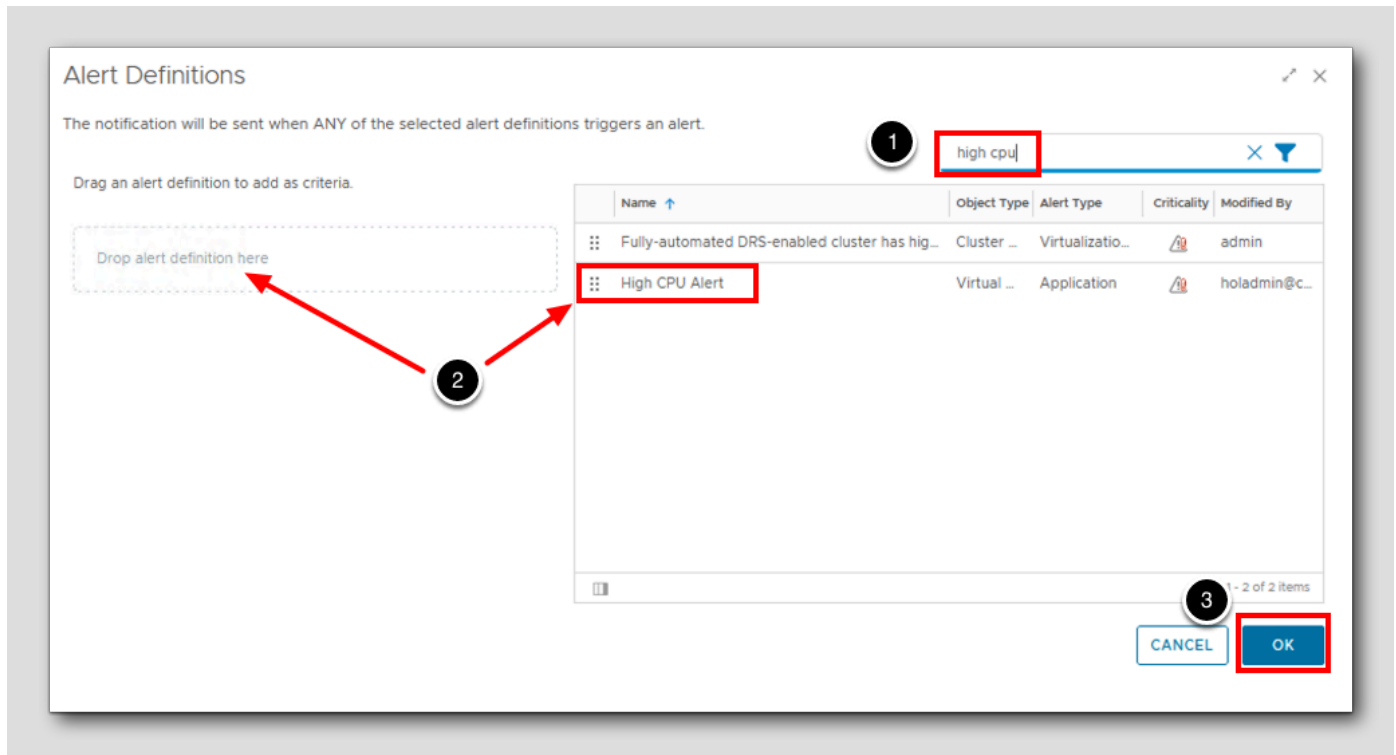 Alert Definitions
The notification will be sent when ANY of the selected alert definitions triggers an alert.
1
high cpu
Drag an alert definition to add as criteria.
Name Object Type Alert Type Criticality Modified By
Drop alert definition here
Fully-automated DRS-enabled cluster has hig... Cluster ... Virtualizatio... admin
High CPU Alert Virtual ... Application holadmin@c...
2
1 - 2 of 2 items
3
CANCEL OK